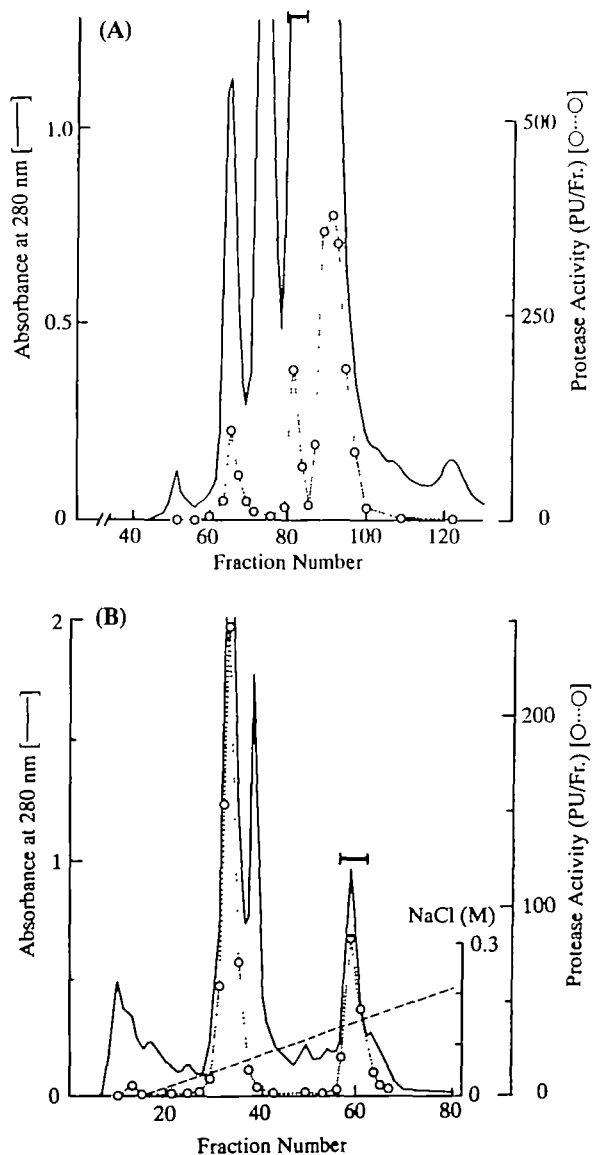 (A)
Absorbance at 280 nm [——]
1.0
0.5
0
500
250
0
Protease Activity (PU/Fr.) [○···○]
40 60 80 100 120
Fraction Number
(B)
Absorbance at 280 nm [——]
2
1
0
NaCl (M)
0.3
0
200
100
0
Protease Activity (PU/Fr.) [○···○]
20 40 60 80
Fraction Number